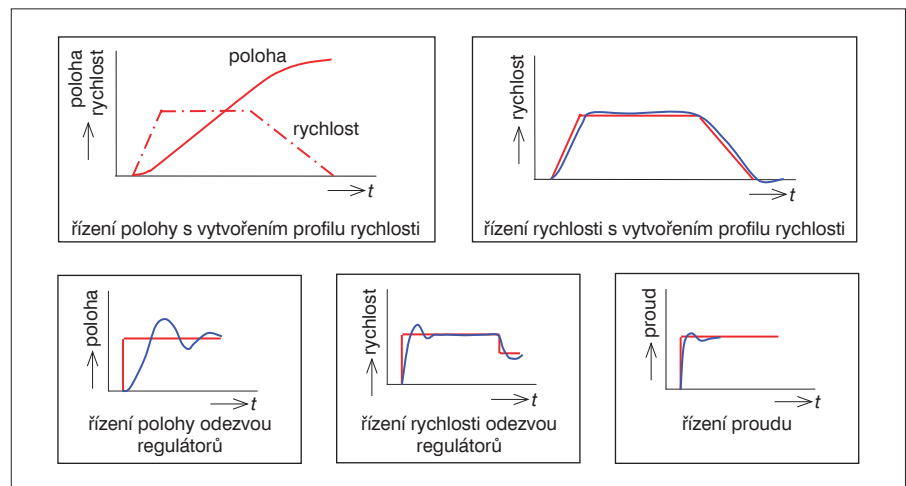 poloha
rychlost
poloha
rychlost
t
řízení polohy s vytvořením profilu rychlosti
rychlost
t
řízení rychlosti s vytvořením profilu rychlosti
poloha
t
řízení polohy odezvou
regulátorů
rychlost
t
řízení rychlosti odezvou
regulátorů
proud
t
řízení proudu